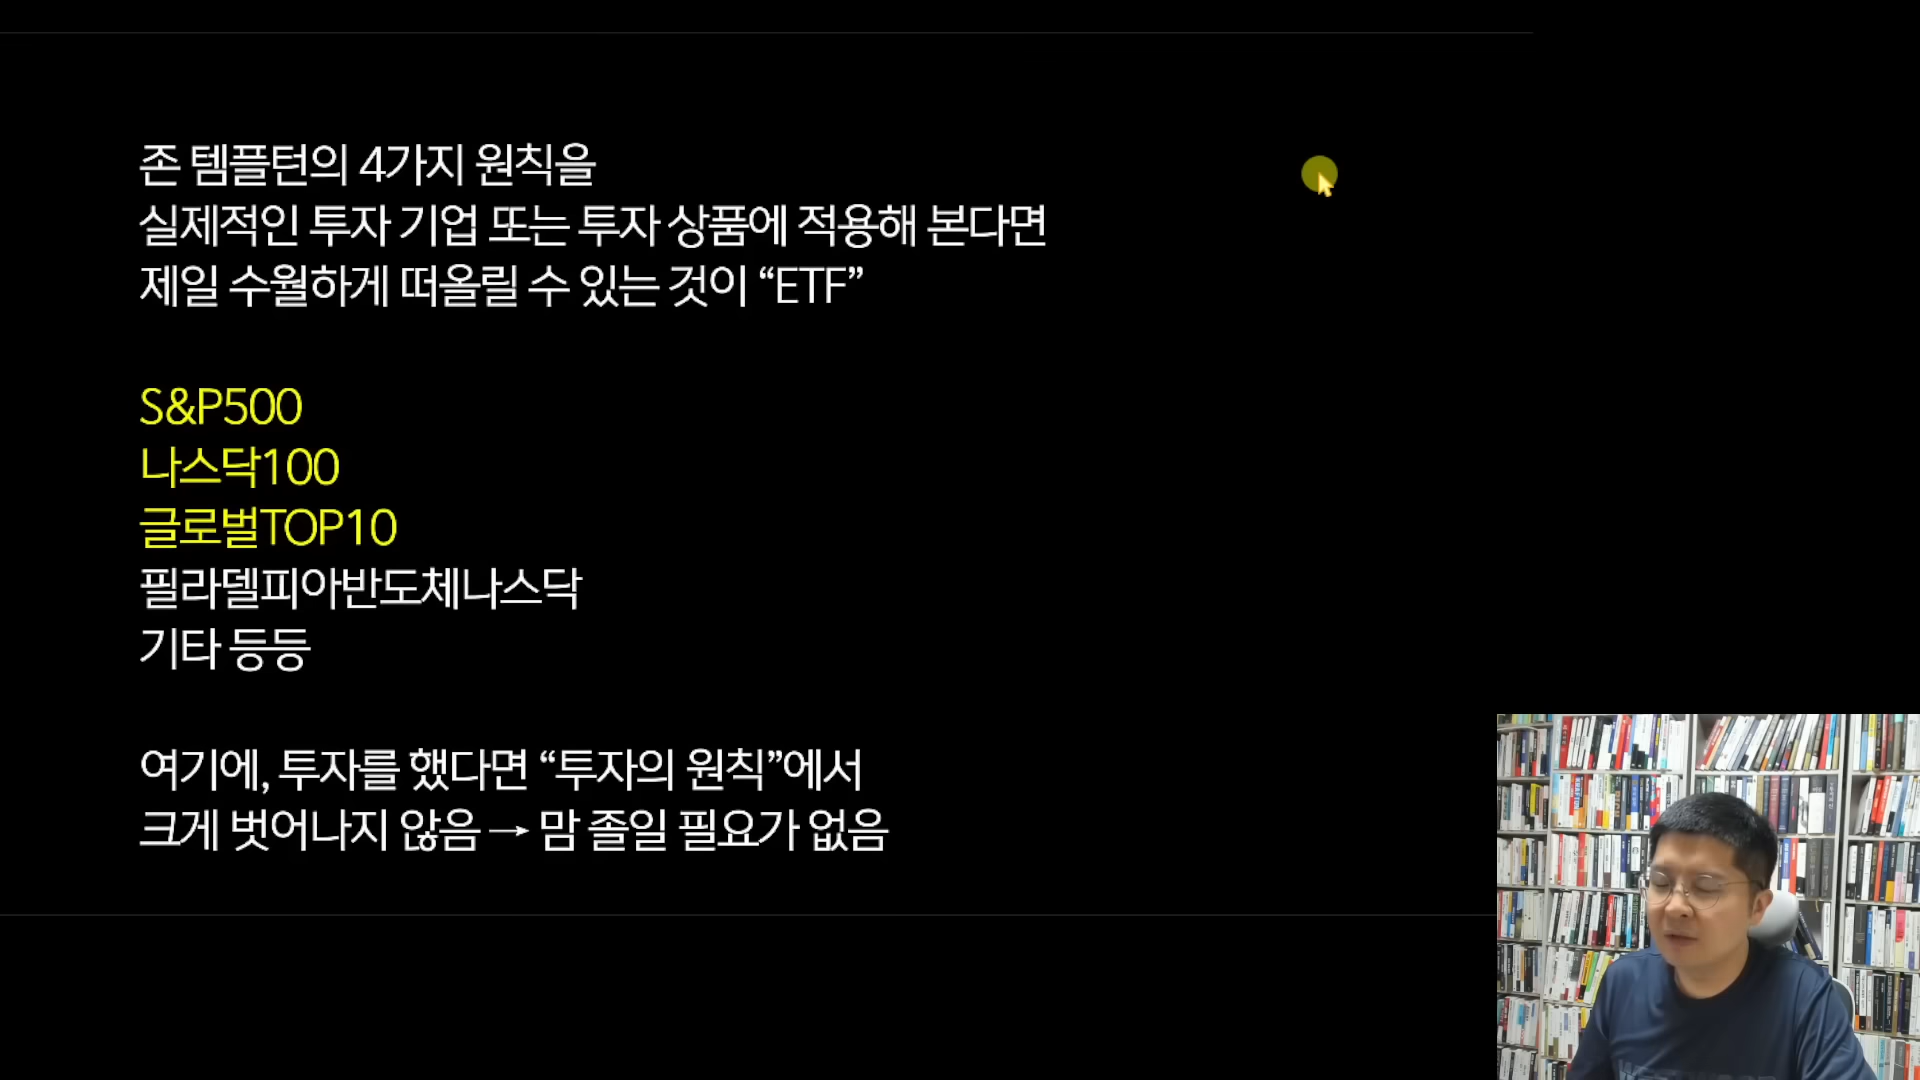 존 템플턴의 4가지 원칙을
실제적인 투자 기업 또는 투자 상품에 적용해 본다면
제일 수월하게 떠올릴 수 있는 것이 “ETF”
S&P500
나스닥100
글로벌TOP10
필라델피아반도체나스닥
기타 등등
여기에, 투자를 했다면 “투자의 원칙”에서
크게 벗어나지 않음 → 맘 졸일 필요가 없음